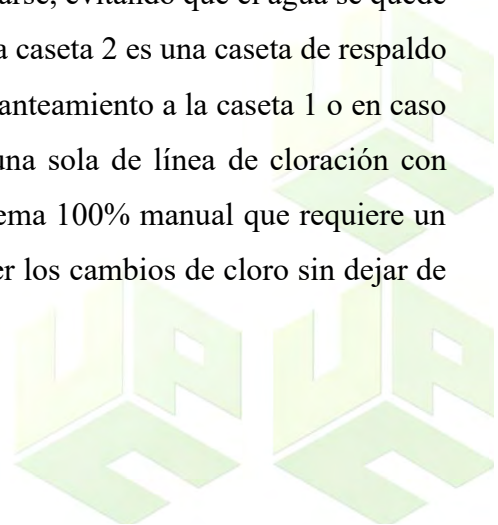 arse, evitando que el agua se quede
a caseta 2 es una caseta de respaldo
anteamiento a la caseta 1 o en caso
una sola de línea de cloración con
ema 100% manual que requiere un
er los cambios de cloro sin dejar de